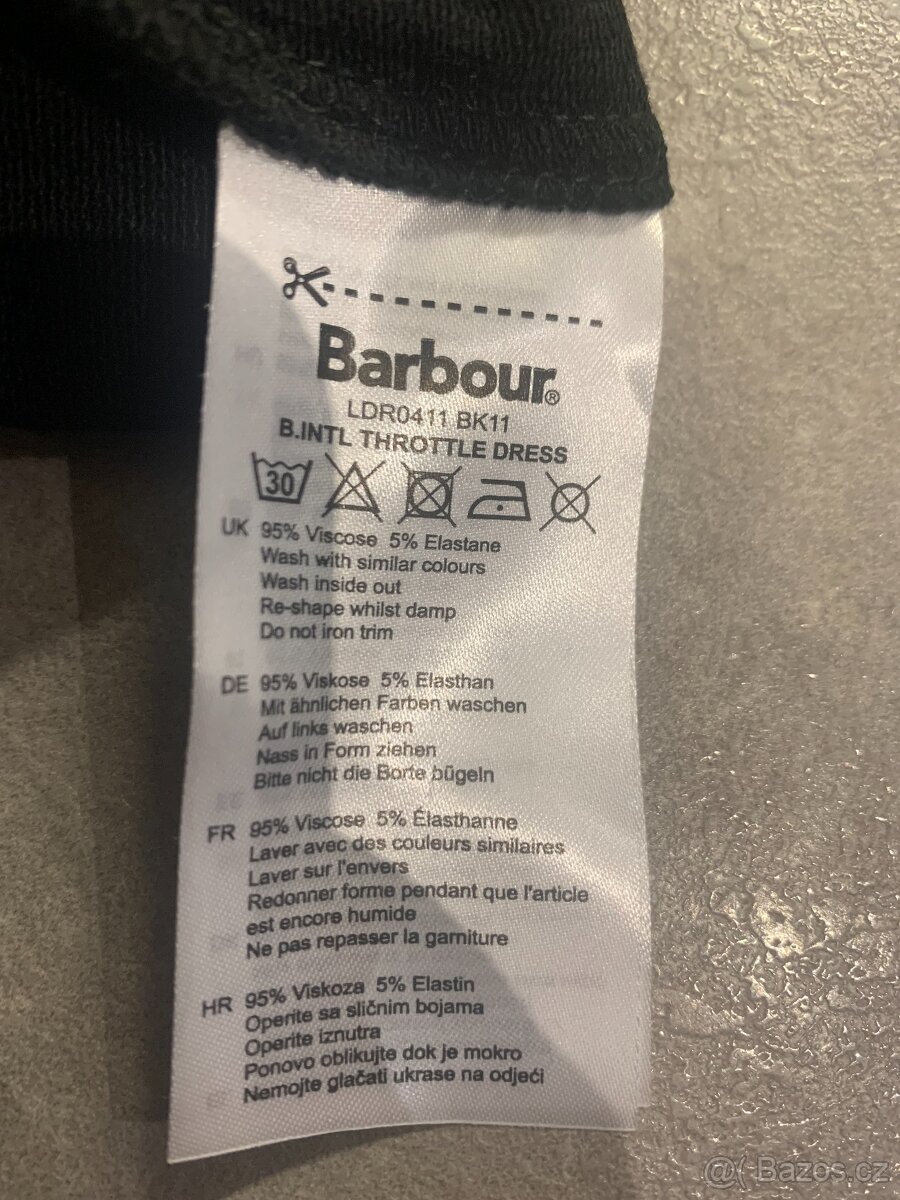 Barbour®
LDR0411 BK11
B.INTL THROTTLE DRESS
30
UK 95% Viscose 5% Elastane
Wash with similar colours
Wash inside out
Re-shape whilst damp
Do not iron trim
DE 95% Viskose 5% Elasthan
Mit ähnlichen Farben waschen
Auf links waschen
Nass in Form ziehen
Bitte nicht die Borte bügeln
FR 95% Viscose 5% Élasthanne
Laver avec des couleurs similaires
Laver sur l'envers
Redonner forme pendant que l'article
est encore humide
Ne pas repasser la garniture
HR 95% Viskoza 5% Elastin
Operite sa sličnim bojama
Operite iznutra
Ponovo oblikujte dok je mokro
Nemojte glačati ukrase na odjeći
@( Bazos.cz